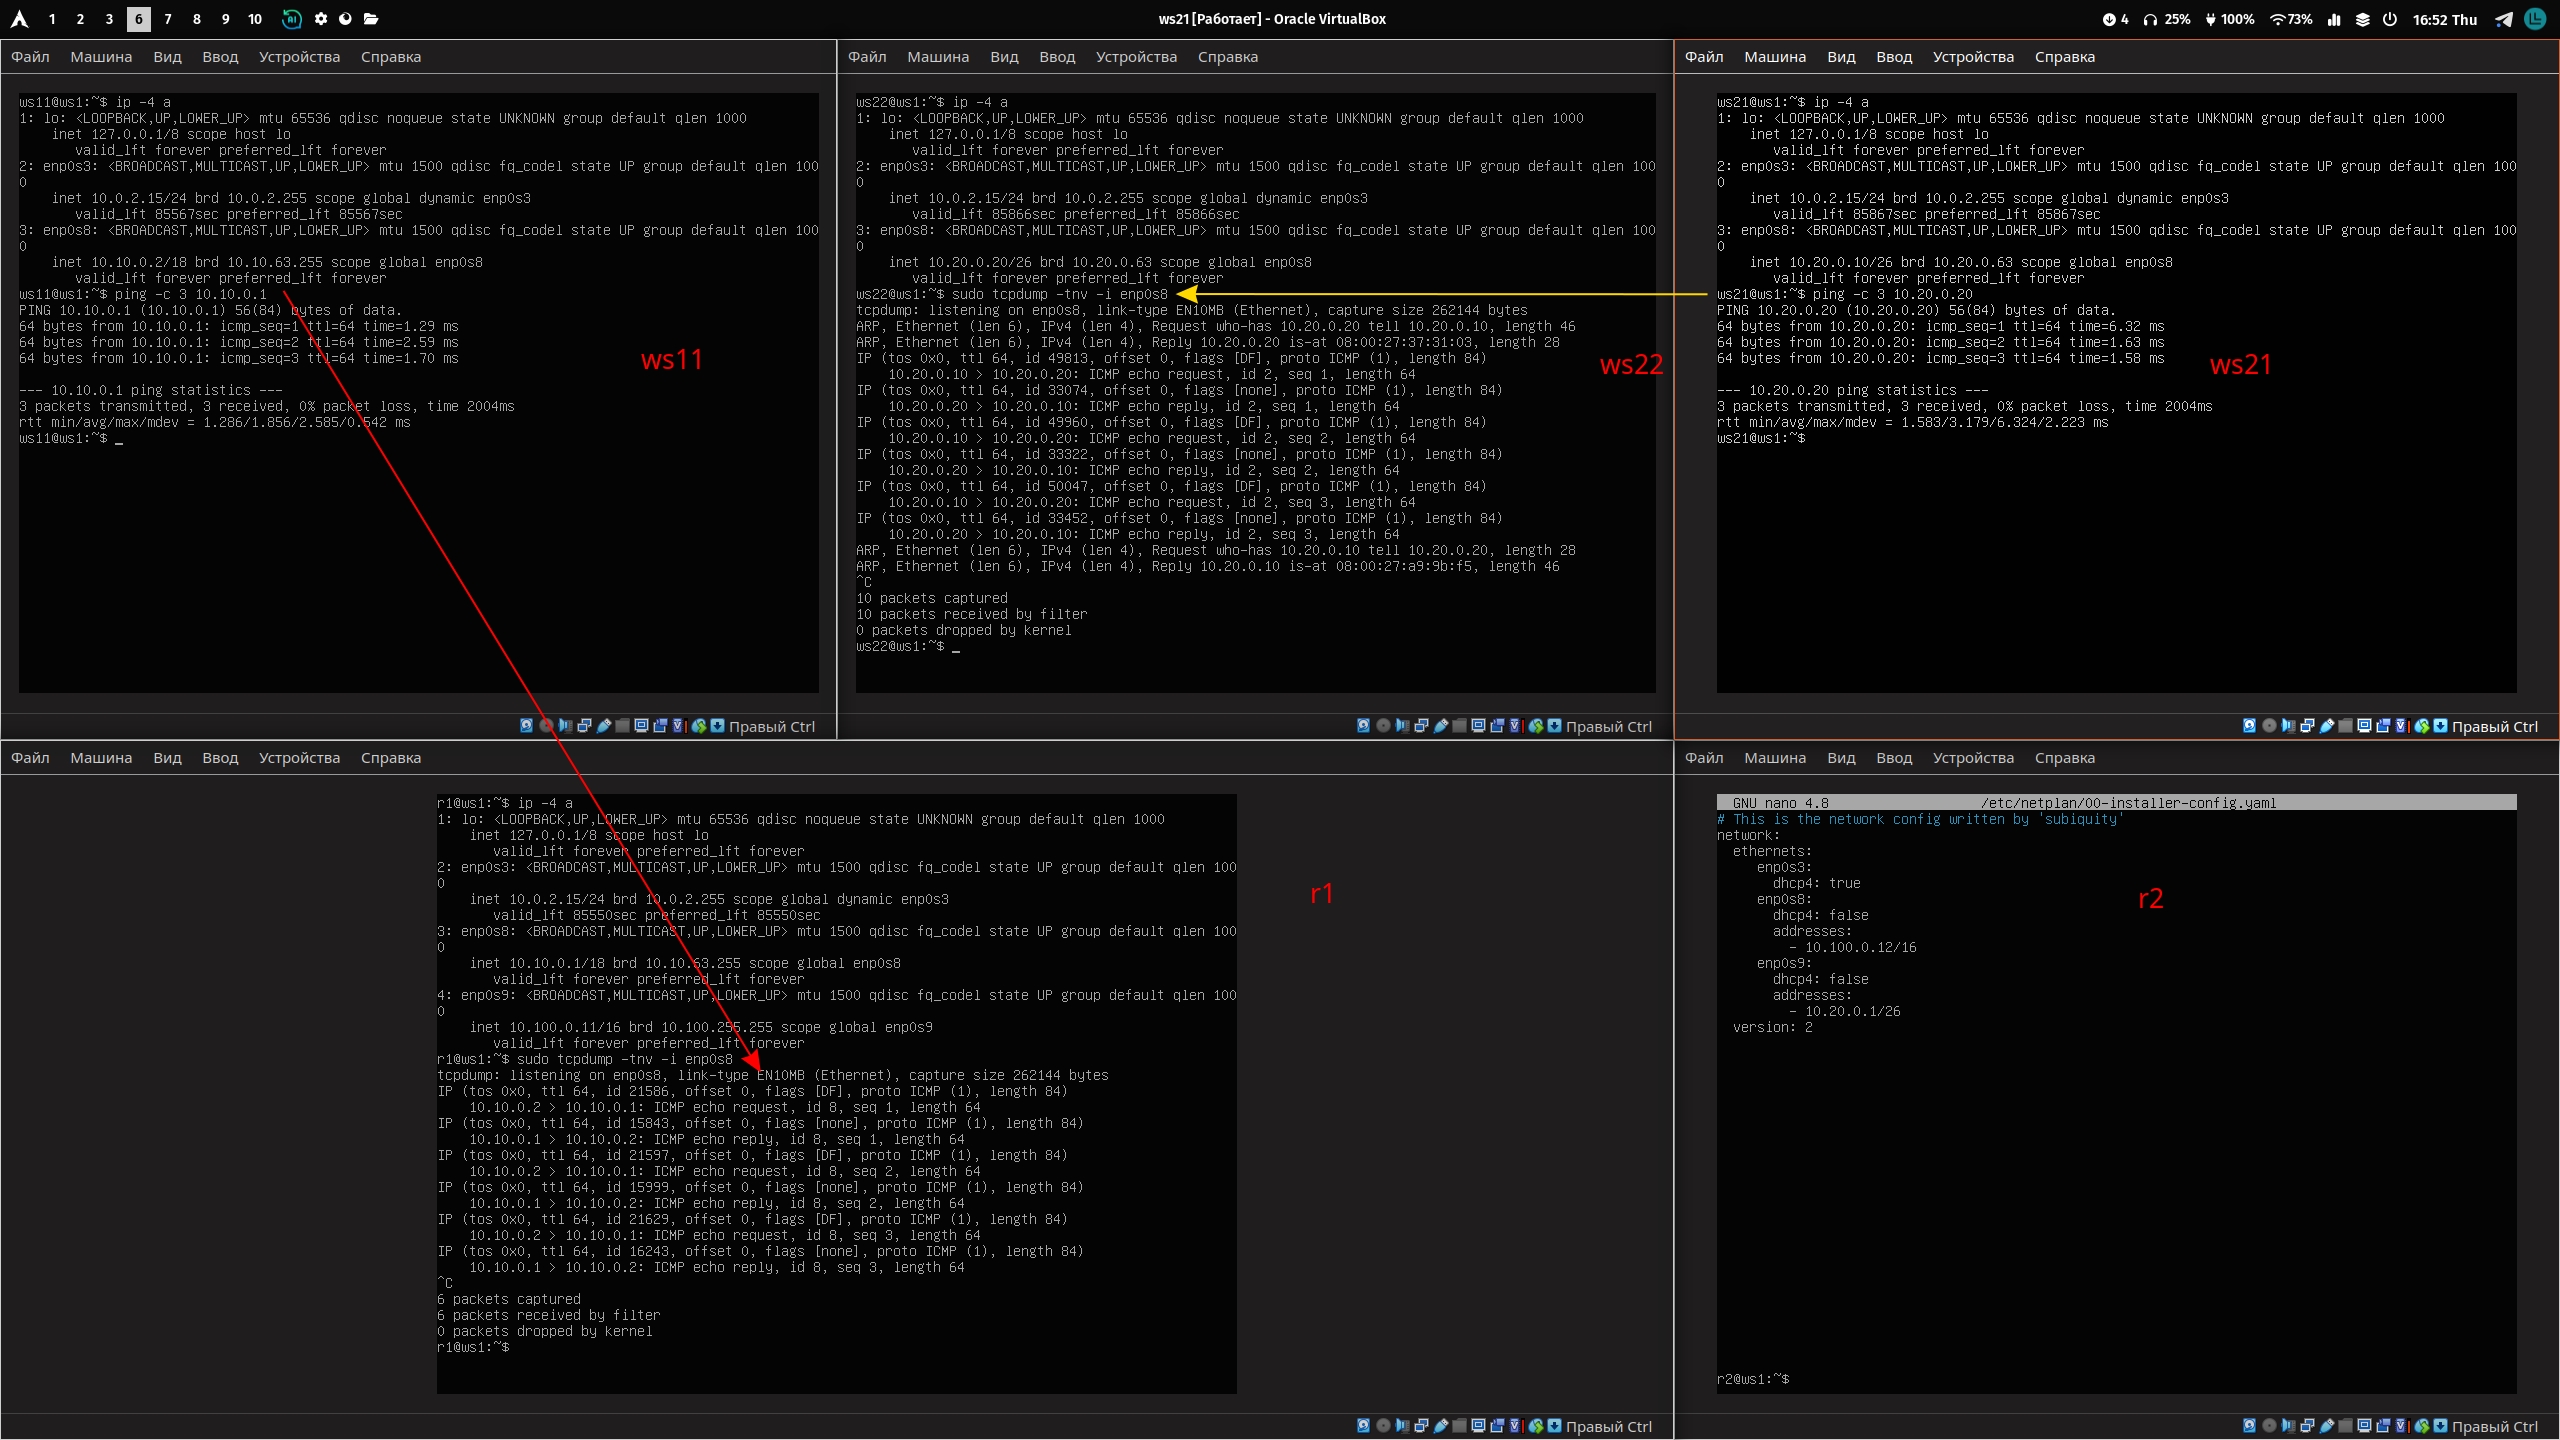 1 2 3 6 7 8 9 10 AI
ws21 [Работает] - Oracle VirtualBox
4 25% 100% 73% 16:52 Thu
Файл Машина Вид Ввод Устройства Справка
ws11@ws1:~$ ip -4 a
1: lo: <LOOPBACK,UP,LOWER_UP> mtu 65536 qdisc noqueue state UNKNOWN group default qlen 1000
inet 127.0.0.1/8 scope host lo
valid_lft forever preferred_lft forever
2: enp0s3: <BROADCAST,MULTICAST,UP,LOWER_UP> mtu 1500 qdisc fq_codel state UP group default qlen 100
0
inet 10.0.2.15/24 brd 10.0.2.255 scope global dynamic enp0s3
valid_lft 85567sec preferred_lft 85567sec
3: enp0s8: <BROADCAST,MULTICAST,UP,LOWER_UP> mtu 1500 qdisc fq_codel state UP group default qlen 100
0
inet 10.10.0.2/18 brd 10.10.63.255 scope global enp0s8
valid_lft forever preferred_lft forever
ws11@ws1:~$ ping -c 3 10.10.0.1
PING 10.10.0.1 (10.10.0.1) 56(84) bytes of data.
64 bytes from 10.10.0.1: icmp_seq=1 ttl=64 time=1.29 ms
64 bytes from 10.10.0.1: icmp_seq=2 ttl=64 time=2.59 ms
64 bytes from 10.10.0.1: icmp_seq=3 ttl=64 time=1.70 ms
--- 10.10.0.1 ping statistics ---
3 packets transmitted, 3 received, 0% packet loss, time 2004ms
rtt min/avg/max/mdev = 1.286/1.856/2.585/0.542 ms
ws11@ws1:~$ _
ws11
Правый Ctrl
Файл Машина Вид Ввод Устройства Справка
ws22@ws1:~$ ip -4 a
1: lo: <LOOPBACK,UP,LOWER_UP> mtu 65536 qdisc noqueue state UNKNOWN group default qlen 1000
inet 127.0.0.1/8 scope host lo
valid_lft forever preferred_lft forever
2: enp0s3: <BROADCAST,MULTICAST,UP,LOWER_UP> mtu 1500 qdisc fq_codel state UP group default qlen 100
0
inet 10.0.2.15/24 brd 10.0.2.255 scope global dynamic enp0s3
valid_lft 85866sec preferred_lft 85866sec
3: enp0s8: <BROADCAST,MULTICAST,UP,LOWER_UP> mtu 1500 qdisc fq_codel state UP group default qlen 100
0
inet 10.20.0.20/26 brd 10.20.0.63 scope global enp0s8
valid_lft forever preferred_lft forever
ws22@ws1:~$ sudo tcpdump -tnv -i enp0s8
tcpdump: listening on enp0s8, link-type EN10MB (Ethernet), capture size 262144 bytes
ARP, Ethernet (len 6), IPv4 (len 4), Request who-has 10.20.0.20 tell 10.20.0.10, length 46
ARP, Ethernet (len 6), IPv4 (len 4), Reply 10.20.0.20 is-at 08:00:27:37:31:03, length 28
IP (tos 0x0, ttl 64, id 49813, offset 0, flags [DF], proto ICMP (1), length 84)
10.20.0.10 > 10.20.0.20: ICMP echo request, id 2, seq 1, length 64
IP (tos 0x0, ttl 64, id 33074, offset 0, flags [none], proto ICMP (1), length 84)
10.20.0.20 > 10.20.0.10: ICMP echo reply, id 2, seq 1, length 64
IP (tos 0x0, ttl 64, id 49960, offset 0, flags [DF], proto ICMP (1), length 84)
10.20.0.10 > 10.20.0.20: ICMP echo request, id 2, seq 2, length 64
IP (tos 0x0, ttl 64, id 33322, offset 0, flags [none], proto ICMP (1), length 84)
10.20.0.20 > 10.20.0.10: ICMP echo reply, id 2, seq 2, length 64
IP (tos 0x0, ttl 64, id 50047, offset 0, flags [DF], proto ICMP (1), length 84)
10.20.0.10 > 10.20.0.20: ICMP echo request, id 2, seq 3, length 64
IP (tos 0x0, ttl 64, id 33452, offset 0, flags [none], proto ICMP (1), length 84)
10.20.0.20 > 10.20.0.10: ICMP echo reply, id 2, seq 3, length 64
ARP, Ethernet (len 6), IPv4 (len 4), Request who-has 10.20.0.10 tell 10.20.0.20, length 28
ARP, Ethernet (len 6), IPv4 (len 4), Reply 10.20.0.10 is-at 08:00:27:a9:9b:f5, length 46
^C
10 packets captured
10 packets received by filter
0 packets dropped by kernel
ws22@ws1:~$ _
ws22
Правый Ctrl
Файл Машина Вид Ввод Устройства Справка
ws21@ws1:~$ ip -4 a
1: lo: <LOOPBACK,UP,LOWER_UP> mtu 65536 qdisc noqueue state UNKNOWN group default qlen 1000
inet 127.0.0.1/8 scope host lo
valid_lft forever preferred_lft forever
2: enp0s3: <BROADCAST,MULTICAST,UP,LOWER_UP> mtu 1500 qdisc fq_codel state UP group default qlen 100
0
inet 10.0.2.15/24 brd 10.0.2.255 scope global dynamic enp0s3
valid_lft 85867sec preferred_lft 85867sec
3: enp0s8: <BROADCAST,MULTICAST,UP,LOWER_UP> mtu 1500 qdisc fq_codel state UP group default qlen 100
0
inet 10.20.0.10/26 brd 10.20.0.63 scope global enp0s8
valid_lft forever preferred_lft forever
ws21@ws1:~$ ping -c 3 10.20.0.20
PING 10.20.0.20 (10.20.0.20) 56(84) bytes of data.
64 bytes from 10.20.0.20: icmp_seq=1 ttl=64 time=6.32 ms
64 bytes from 10.20.0.20: icmp_seq=2 ttl=64 time=1.63 ms
64 bytes from 10.20.0.20: icmp_seq=3 ttl=64 time=1.58 ms
--- 10.20.0.20 ping statistics ---
3 packets transmitted, 3 received, 0% packet loss, time 2004ms
rtt min/avg/max/mdev = 1.583/3.179/6.324/2.223 ms
ws21@ws1:~$
ws21
Правый Ctrl
Файл Машина Вид Ввод Устройства Справка
r1@ws1:~$ ip -4 a
1: lo: <LOOPBACK,UP,LOWER_UP> mtu 65536 qdisc noqueue state UNKNOWN group default qlen 1000
inet 127.0.0.1/8 scope host lo
valid_lft forever preferred_lft forever
2: enp0s3: <BROADCAST,MULTICAST,UP,LOWER_UP> mtu 1500 qdisc fq_codel state UP group default qlen 100
0
inet 10.0.2.15/24 brd 10.0.2.255 scope global dynamic enp0s3
valid_lft 85550sec preferred_lft 85550sec
3: enp0s8: <BROADCAST,MULTICAST,UP,LOWER_UP> mtu 1500 qdisc fq_codel state UP group default qlen 100
0
inet 10.10.0.1/18 brd 10.10.63.255 scope global enp0s8
valid_lft forever preferred_lft forever
4: enp0s9: <BROADCAST,MULTICAST,UP,LOWER_UP> mtu 1500 qdisc fq_codel state UP group default qlen 100
0
inet 10.100.0.11/16 brd 10.100.255.255 scope global enp0s9
valid_lft forever preferred_lft forever
r1@ws1:~$ sudo tcpdump -tnv -i enp0s8
tcpdump: listening on enp0s8, link-type EN10MB (Ethernet), capture size 262144 bytes
IP (tos 0x0, ttl 64, id 21586, offset 0, flags [DF], proto ICMP (1), length 84)
10.10.0.2 > 10.10.0.1: ICMP echo request, id 8, seq 1, length 64
IP (tos 0x0, ttl 64, id 15843, offset 0, flags [none], proto ICMP (1), length 84)
10.10.0.1 > 10.10.0.2: ICMP echo reply, id 8, seq 1, length 64
IP (tos 0x0, ttl 64, id 21597, offset 0, flags [DF], proto ICMP (1), length 84)
10.10.0.2 > 10.10.0.1: ICMP echo request, id 8, seq 2, length 64
IP (tos 0x0, ttl 64, id 15999, offset 0, flags [none], proto ICMP (1), length 84)
10.10.0.1 > 10.10.0.2: ICMP echo reply, id 8, seq 2, length 64
IP (tos 0x0, ttl 64, id 21629, offset 0, flags [DF], proto ICMP (1), length 84)
10.10.0.2 > 10.10.0.1: ICMP echo request, id 8, seq 3, length 64
IP (tos 0x0, ttl 64, id 16243, offset 0, flags [none], proto ICMP (1), length 84)
10.10.0.1 > 10.10.0.2: ICMP echo reply, id 8, seq 3, length 64
^C
6 packets captured
6 packets received by filter
0 packets dropped by kernel
r1@ws1:~$
r1
Правый Ctrl
Файл Машина Вид Ввод Устройства Справка
GNU nano 4.8 /etc/netplan/00-installer-config.yaml
# This is the network config written by 'subiquity'
network:
ethernets:
enp0s3:
dhcp4: true
enp0s8:
dhcp4: false
addresses:
- 10.100.0.12/16
enp0s9:
dhcp4: false
addresses:
- 10.20.0.1/26
version: 2
r2@ws1:~$
r2
Правый Ctrl